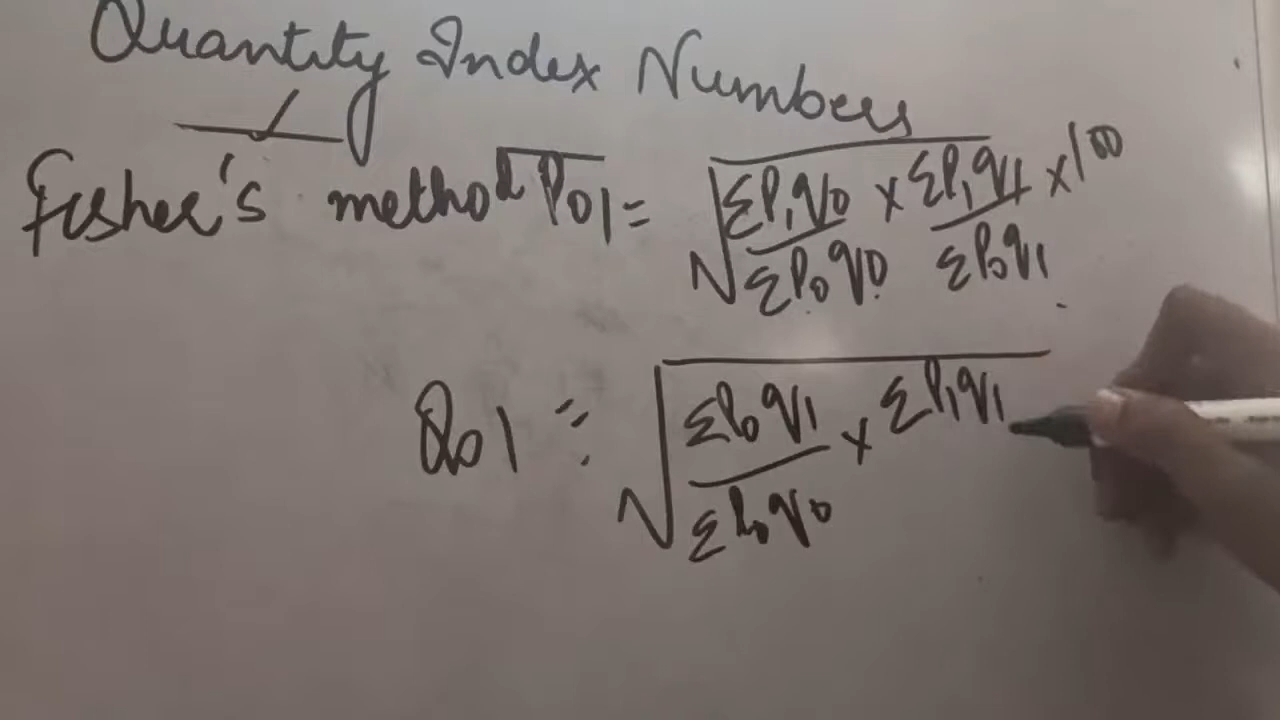 Quantity Index Numbers
Fisher's method P01 = √ΣP1q0/ΣP0q0 × ΣP1q1/ΣP0q1 × 100
Q01 = √ΣP0q1/ΣP0q0 × ΣP1q1